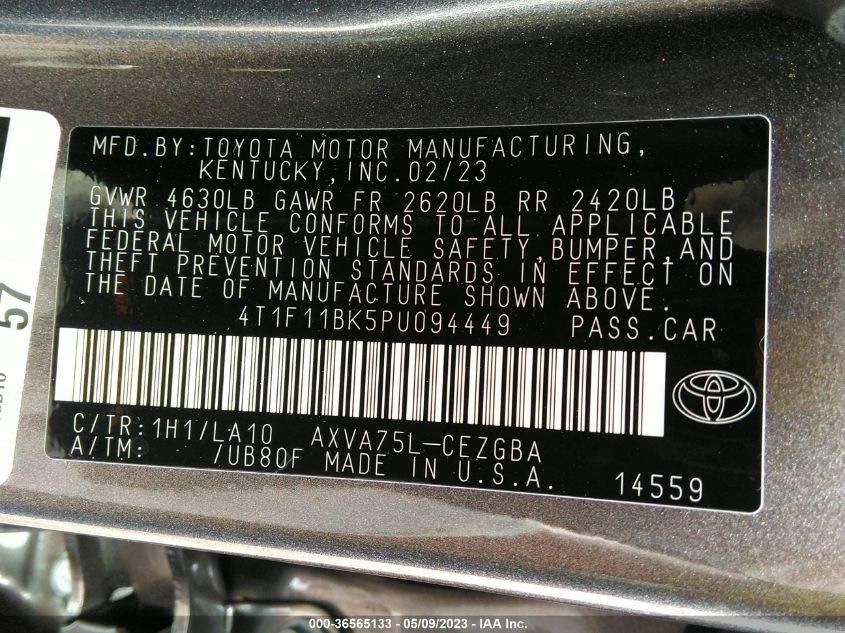 MFD.BY:TOYOTA MOTOR MANUFACTURING,
KENTUCKY,INC.02/23
GVWR 4630LB GAWR FR 2620LB RR 2420LB
THIS VEHICLE CONFORMS TO ALL APPLICABLE
FEDERAL MOTOR VEHICLE SAFETY,BUMPER,AND
THEFT PREVENTION STANDARDS IN EFFECT ON
THE DATE OF MANUFACTURE SHOWN ABOVE.
4T1F11BK5PU094449 PASS.CAR
C/TR:1H1/LA10 AXVA75L-CEZGBA
A/TM: /UB80F MADE IN U.S.A.
14559
57
000-36565133 - 05/09/2023 - IAA Inc.